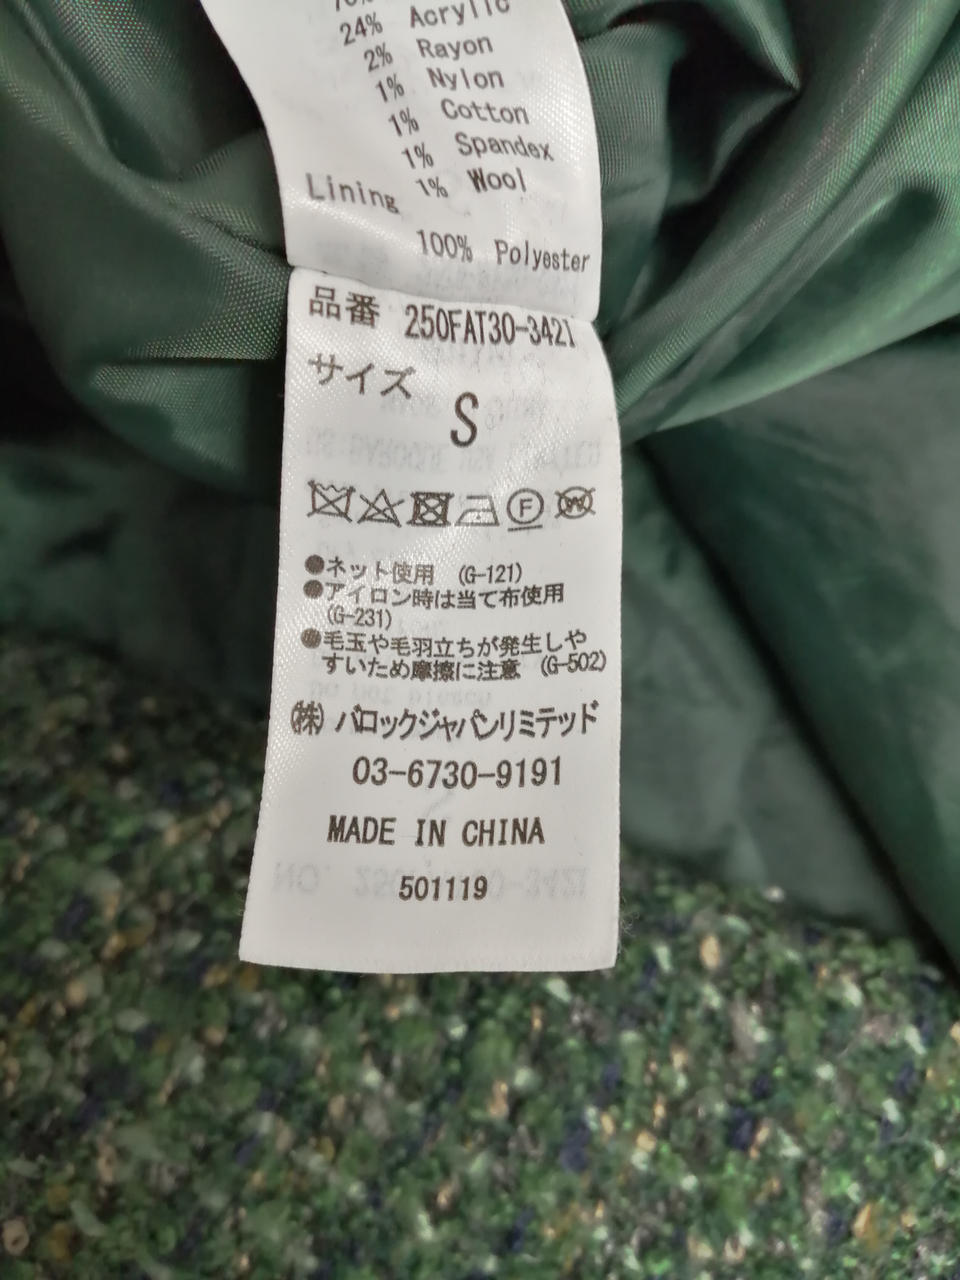 24% Acrylic
2% Rayon
1% Nylon
1% Cotton
1% Spandex
1% Wool
Lining
100% Polyester
品番 250FAT30-342I
サイズ
S
F
W
●ネット使用 (G-121)
●アイロン時は当て布使用
(G-231)
●毛玉や毛羽立ちが発生しや
すいため摩擦に注意 (G-502)
(株) バロックジャパンリミテッド
03-6730-9191
MADE IN CHINA
501119